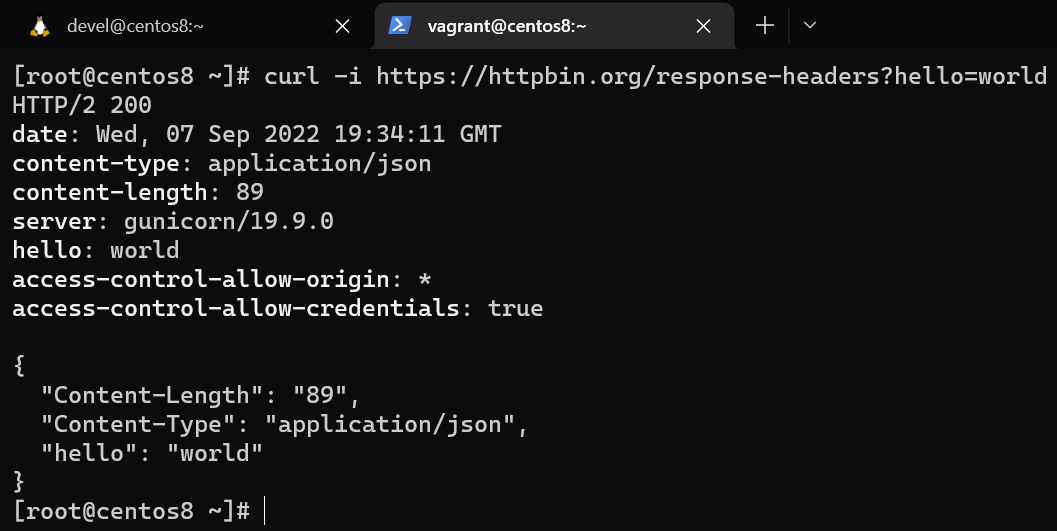 devel@centos8:~
vagrant@centos8:~
[root@centos8 ~]# curl -i https://httpbin.org/response-headers?hello=world
HTTP/2 200
date: Wed, 07 Sep 2022 19:34:11 GMT
content-type: application/json
content-length: 89
server: gunicorn/19.9.0
hello: world
access-control-allow-origin: *
access-control-allow-credentials: true

{
  "Content-Length": "89",
  "Content-Type": "application/json",
  "hello": "world"
}
[root@centos8 ~]#